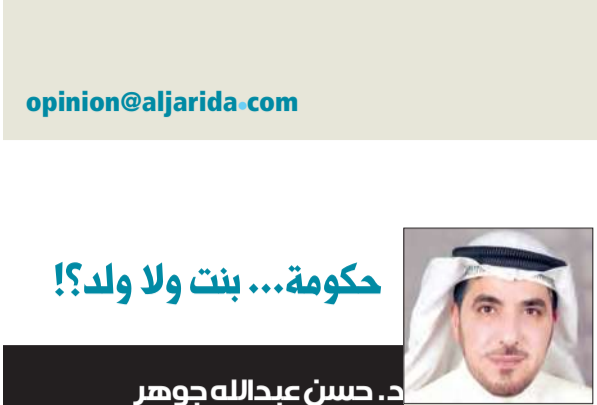 opinion@aljarida.com
حكومة... بنت ولا ولد؟!
د. حسن عبدالله جوهر